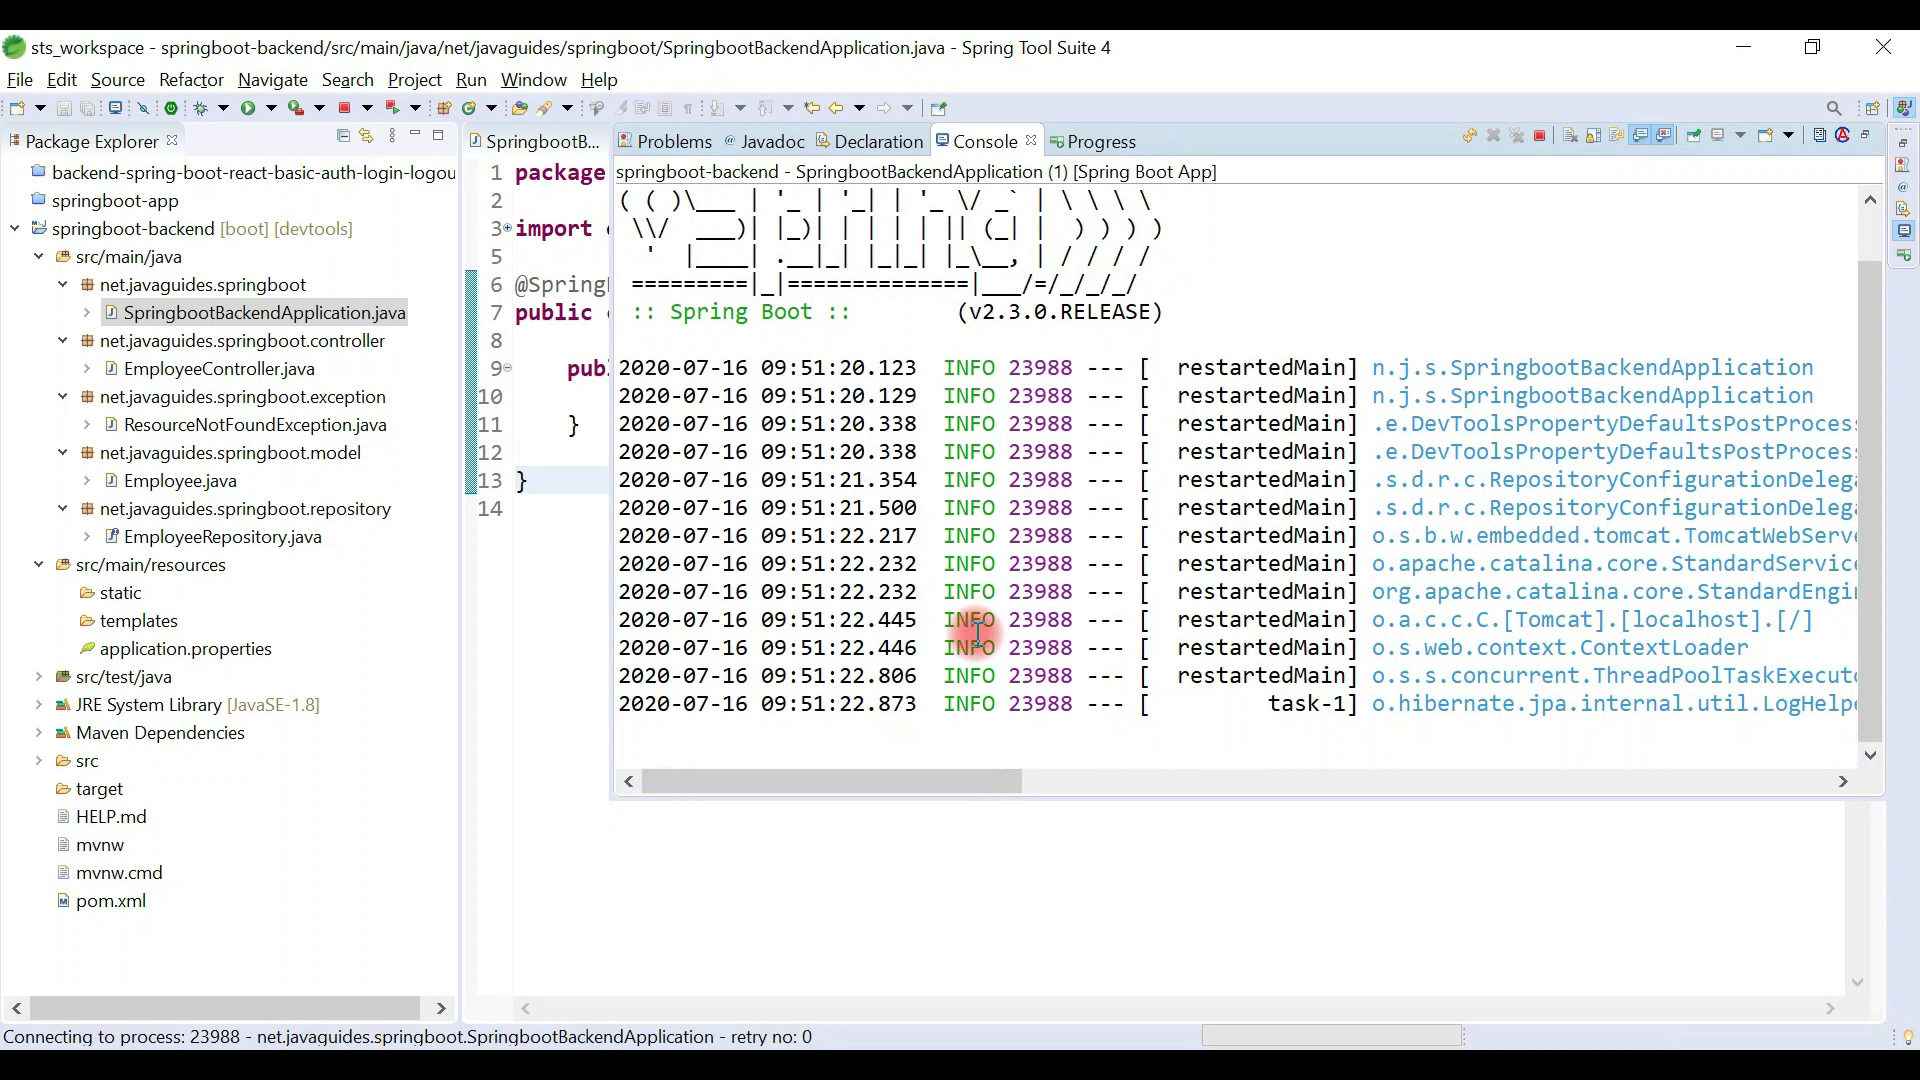 sts_workspace - springboot-backend/src/main/java/net/javaguides/springboot/SpringbootBackendApplication.java - Spring Tool Suite 4
File Edit Source Refactor Navigate Search Project Run Window Help
Package Explorer
backend-spring-boot-react-basic-auth-login-logou
springboot-app
springboot-backend [boot] [devtools]
src/main/java
net.javaguides.springboot
SpringbootBackendApplication.java
net.javaguides.springboot.controller
EmployeeController.java
net.javaguides.springboot.exception
ResourceNotFoundException.java
net.javaguides.springboot.model
Employee.java
net.javaguides.springboot.repository
EmployeeRepository.java
src/main/resources
static
templates
application.properties
src/test/java
JRE System Library [JavaSE-1.8]
Maven Dependencies
src
target
HELP.md
mvnw
mvnw.cmd
pom.xml
SpringbootB...
1 package
2
3 import
5
6 @Spring
7 public
8
9 pub
10
11 }
12
13 }
14
Problems Javadoc Declaration Console Progress
springboot-backend - SpringbootBackendApplication (1) [Spring Boot App]
( ( )\___ | '_ | '_| | '_ \/ _` | \ \ \ \
\\/ ___)| |_)| | | | | || (_| | ) ) ) )
' |____| .__|_| |_|_| |_\__, | / / / /
=========|_|==============|___/=/_/_/_/
:: Spring Boot :: (v2.3.0.RELEASE)
2020-07-16 09:51:20.123 INFO 23988 --- [ restartedMain] n.j.s.SpringbootBackendApplication
2020-07-16 09:51:20.129 INFO 23988 --- [ restartedMain] n.j.s.SpringbootBackendApplication
2020-07-16 09:51:20.338 INFO 23988 --- [ restartedMain] .e.DevToolsPropertyDefaultsPostProcess
2020-07-16 09:51:20.338 INFO 23988 --- [ restartedMain] .e.DevToolsPropertyDefaultsPostProcess
2020-07-16 09:51:21.354 INFO 23988 --- [ restartedMain] .s.d.r.c.RepositoryConfigurationDeleg
2020-07-16 09:51:21.500 INFO 23988 --- [ restartedMain] .s.d.r.c.RepositoryConfigurationDeleg
2020-07-16 09:51:22.217 INFO 23988 --- [ restartedMain] o.s.b.w.embedded.tomcat.TomcatWebServ
2020-07-16 09:51:22.232 INFO 23988 --- [ restartedMain] o.apache.catalina.core.StandardService
2020-07-16 09:51:22.232 INFO 23988 --- [ restartedMain] org.apache.catalina.core.StandardEngi
2020-07-16 09:51:22.445 INFO 23988 --- [ restartedMain] o.a.c.c.C.[Tomcat].[localhost].[/]
2020-07-16 09:51:22.446 INFO 23988 --- [ restartedMain] o.s.web.context.ContextLoader
2020-07-16 09:51:22.806 INFO 23988 --- [ restartedMain] o.s.s.concurrent.ThreadPoolTaskExecut
2020-07-16 09:51:22.873 INFO 23988 --- [ task-1] o.hibernate.jpa.internal.util.LogHelpe
Connecting to process: 23988 - net.javaguides.springboot.SpringbootBackendApplication - retry no: 0